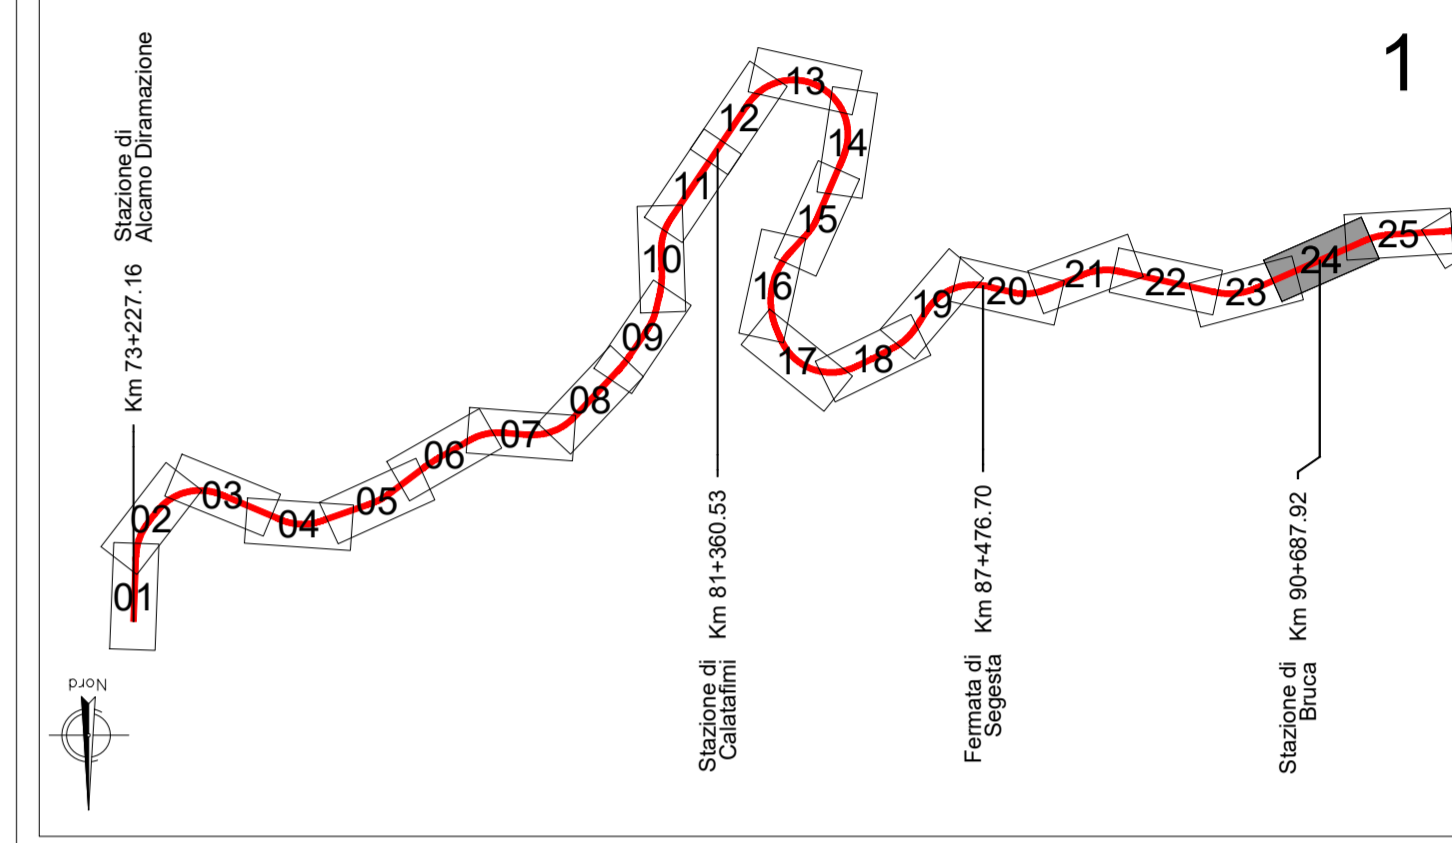 1
Stazione di
Alcamo Diramazione
Km 73+227.16
01
02
03
04
05
06
07
08
09
10
11
12
13
14
15
16
17
18
19
20
21
22
23
24
25
Stazione di
Calatafimi
Km 81+360.53
Fermata di
Segesta
Km 87+476.70
Stazione di
Bruca
Km 90+687.92
Nord